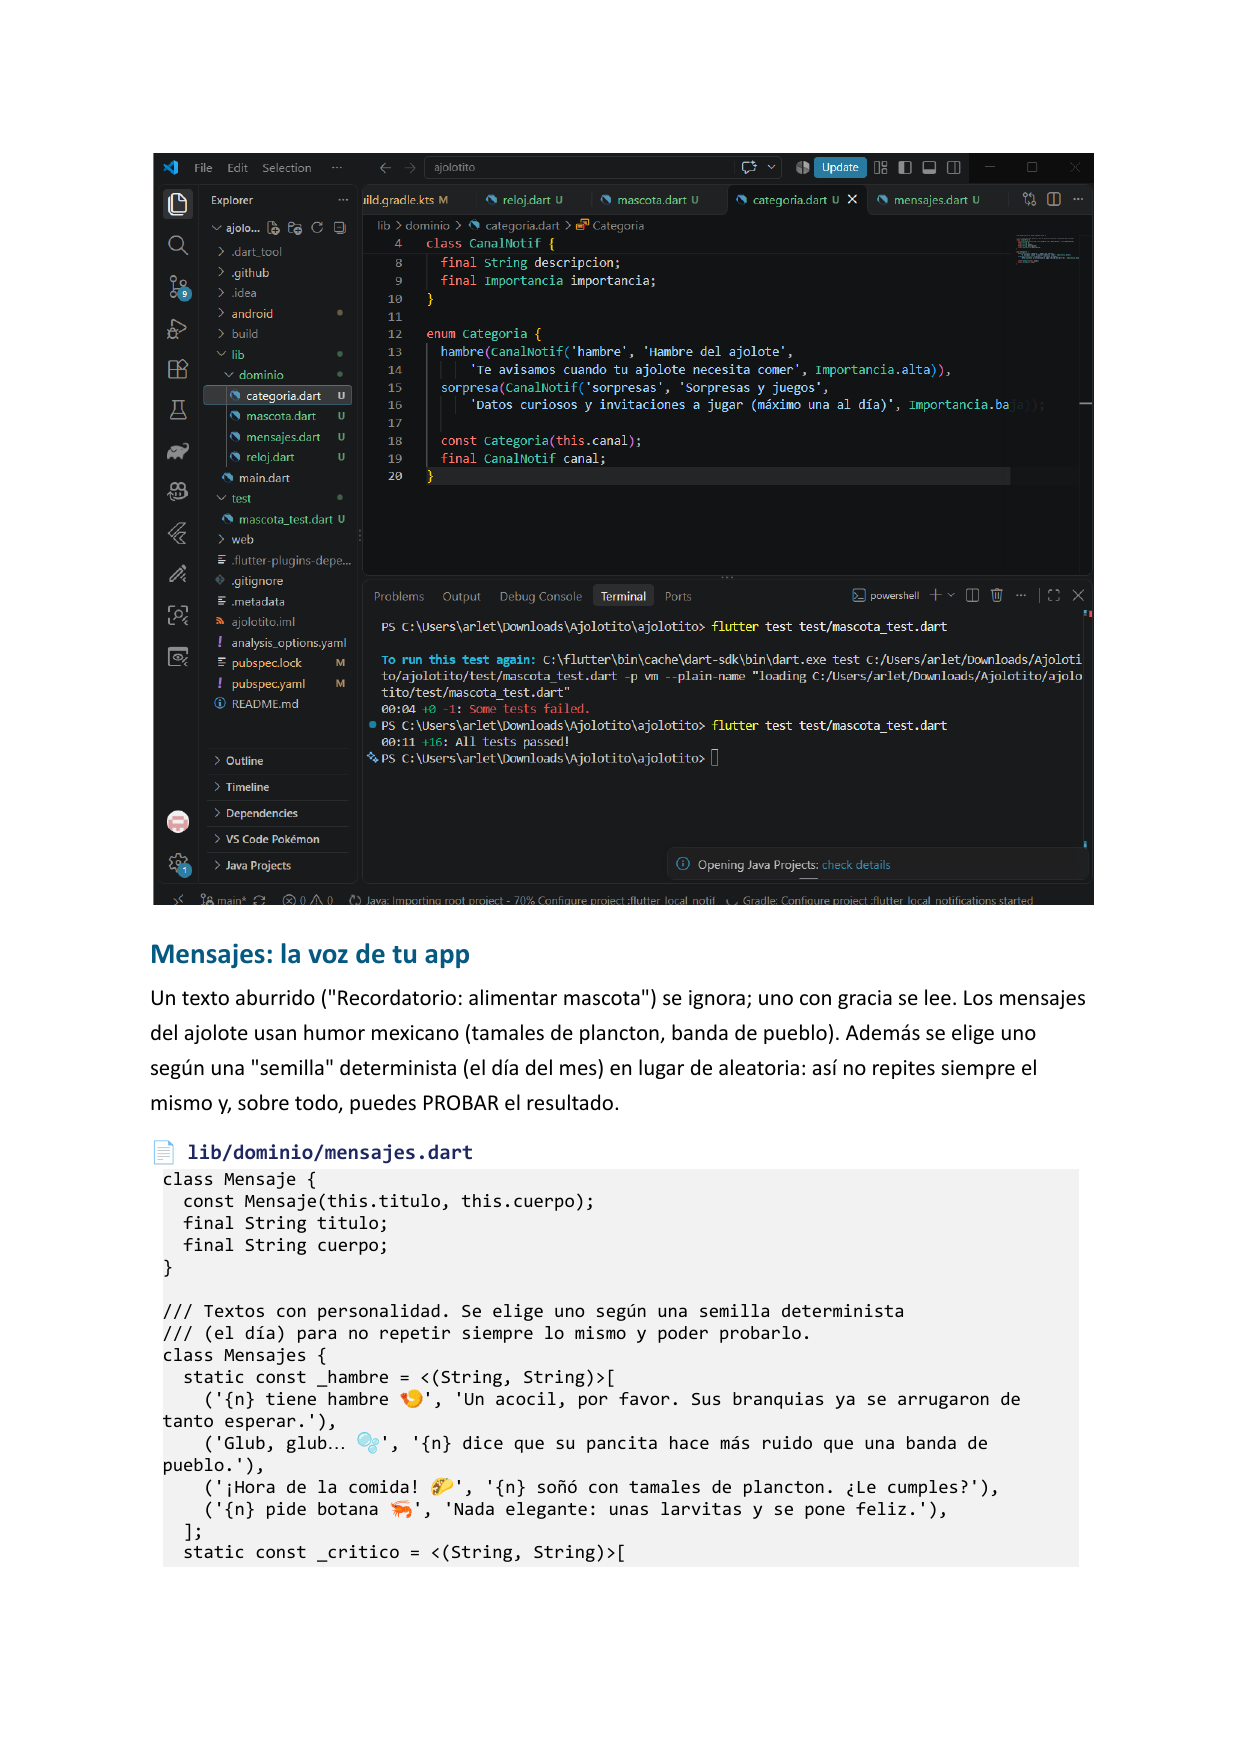 File Edit Selection ··· ajolotito Update
Explorer ···
uild.gradle.kts M reloj.dart U mascota.dart U categoria.dart U mensajes.dart U ···
ajolo...
lib > dominio > categoria.dart > Categoria
.dart_tool
.github
.idea
android
build
lib
dominio
categoria.dart U
mascota.dart U
mensajes.dart U
reloj.dart U
main.dart
test
mascota_test.dart U
web
.flutter-plugins-depe...
.gitignore
.metadata
ajolotito.iml
analysis_options.yaml
pubspec.lock M
pubspec.yaml M
README.md
Outline
Timeline
Dependencies
VS Code Pokémon
Java Projects
9
1
4 class CanalNotif {
8 final String descripcion;
9 final Importancia importancia;
10 }
11
12 enum Categoria {
13 hambre(CanalNotif('hambre', 'Hambre del ajolote',
14 'Te avisamos cuando tu ajolote necesita comer', Importancia.alta)),
15 sorpresa(CanalNotif('sorpresas', 'Sorpresas y juegos',
16 'Datos curiosos y invitaciones a jugar (máximo una al día)', Importancia.baja));
17
18 const Categoria(this.canal);
19 final CanalNotif canal;
20 }
Problems Output Debug Console Terminal Ports powershell ···
PS C:\Users\arlet\Downloads\Ajolotito\ajolotito> flutter test test/mascota_test.dart
To run this test again: C:\flutter\bin\cache\dart-sdk\bin\dart.exe test C:/Users/arlet/Downloads/Ajoloti
to/ajolotito/test/mascota_test.dart -p vm --plain-name "loading C:/Users/arlet/Downloads/Ajolotito/ajolo
tito/test/mascota_test.dart"
00:04 +0 -1: Some tests failed.
PS C:\Users\arlet\Downloads\Ajolotito\ajolotito> flutter test test/mascota_test.dart
00:11 +16: All tests passed!
PS C:\Users\arlet\Downloads\Ajolotito\ajolotito>
Opening Java Projects: check details
main* 0 0 Java: Importing root project - 70% Configure project :flutter_local_notif Gradle: Configure project :flutter_local_notifications started
Mensajes: la voz de tu app
Un texto aburrido ("Recordatorio: alimentar mascota") se ignora; uno con gracia se lee. Los mensajes
del ajolote usan humor mexicano (tamales de plancton, banda de pueblo). Además se elige uno
según una "semilla" determinista (el día del mes) en lugar de aleatoria: así no repites siempre el
mismo y, sobre todo, puedes PROBAR el resultado.
📄 lib/dominio/mensajes.dart
class Mensaje {
const Mensaje(this.titulo, this.cuerpo);
final String titulo;
final String cuerpo;
}
/// Textos con personalidad. Se elige uno según una semilla determinista
/// (el día) para no repetir siempre lo mismo y poder probarlo.
class Mensajes {
static const _hambre = <(String, String)>[
('{n} tiene hambre 🍤', 'Un acocil, por favor. Sus branquias ya se arrugaron de
tanto esperar.'),
('Glub, glub… 🫧', '{n} dice que su pancita hace más ruido que una banda de
pueblo.'),
('¡Hora de la comida! 🌮', '{n} soñó con tamales de plancton. ¿Le cumples?'),
('{n} pide botana 🦐', 'Nada elegante: unas larvitas y se pone feliz.'),
];
static const _critico = <(String, String)>[